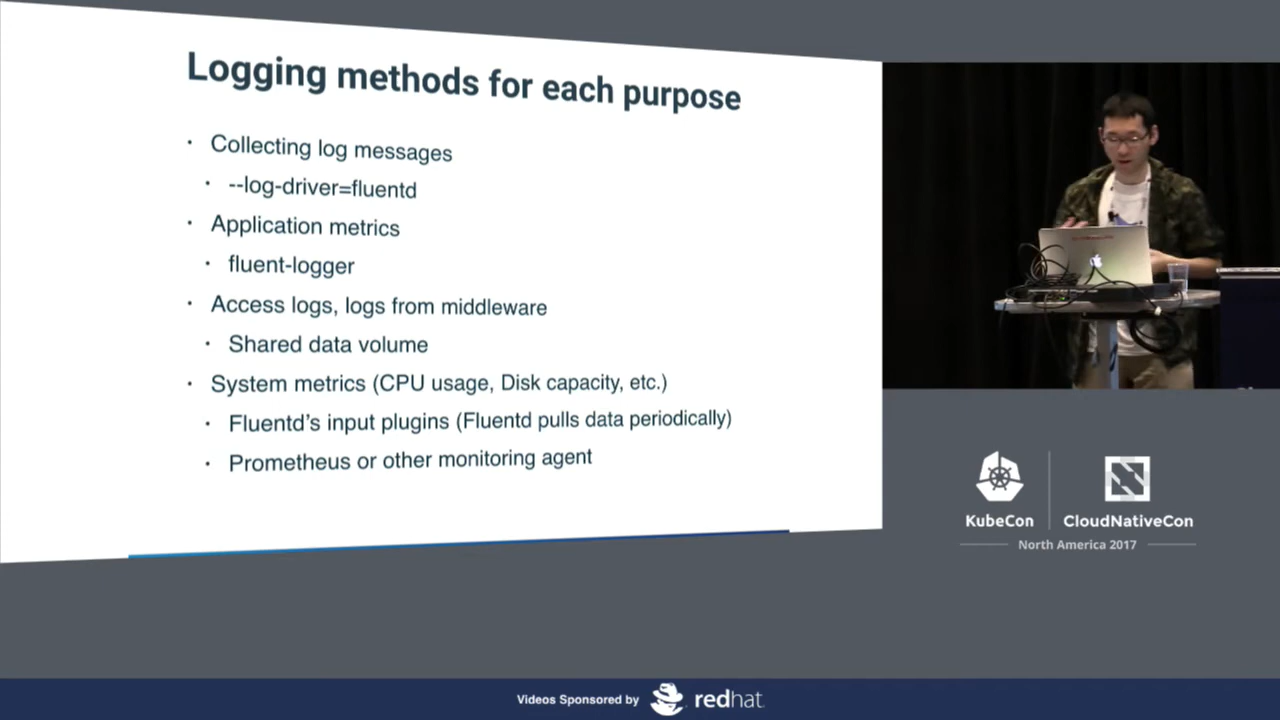 Logging methods for each purpose
• Collecting log messages
• --log-driver=fluentd
• Application metrics
• fluent-logger
• Access logs, logs from middleware
• Shared data volume
• System metrics (CPU usage, Disk capacity, etc.)
• Fluentd’s input plugins (Fluentd pulls data periodically)
• Prometheus or other monitoring agent
KubeCon
CloudNativeCon
North America 2017
Videos Sponsored by
redhat.